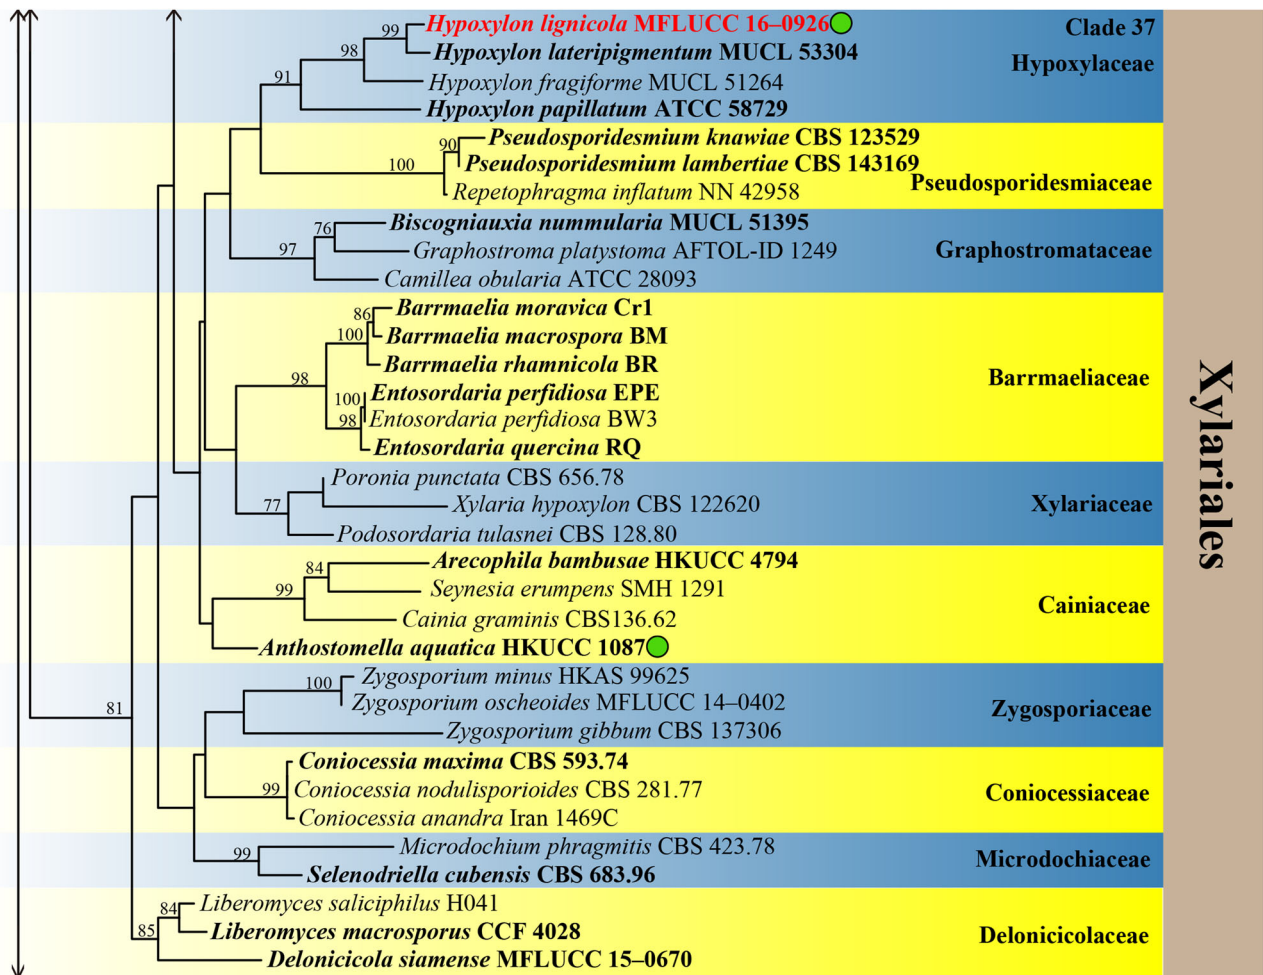 99
Hypoxylon lignicola MFLUCC 16–0926
Clade 37
98
Hypoxylon lateripigmentum MUCL 53304
Hypoxylaceae
91
Hypoxylon fragiforme MUCL 51264
Hypoxylon papillatum ATCC 58729
90
Pseudosporidesmium knawiae CBS 123529
100
Pseudosporidesmium lambertiae CBS 143169
Repetophragma inflatum NN 42958
Pseudosporidesmiaceae
76
Biscogniauxia nummularia MUCL 51395
97
Graphostroma platystoma AFTOL-ID 1249
Graphostromataceae
Camillea obularia ATCC 28093
86
Barrmaelia moravica Cr1
100
Barrmaelia macrospora BM
Barrmaelia rhamnicola BR
98
Barrmaeliaceae
100
Entosordaria perfidiosa EPE
98
Entosordaria perfidiosa BW3
Entosordaria quercina RQ
Xylariales
Poronia punctata CBS 656.78
77
Xylaria hypoxylon CBS 122620
Xylariaceae
Podosordaria tulasnei CBS 128.80
84
Arecophila bambusae HKUCC 4794
99
Seynesia erumpens SMH 1291
Cainiaceae
Cainia graminis CBS136.62
Anthostomella aquatica HKUCC 1087
100
Zygosporium minus HKAS 99625
Zygosporium oscheoides MFLUCC 14–0402
Zygosporiaceae
81
Zygosporium gibbum CBS 137306
Coniocessia maxima CBS 593.74
99
Coniocessia nodulisporioides CBS 281.77
Coniocessiaceae
Coniocessia anandra Iran 1469C
99
Microdochium phragmitis CBS 423.78
Microdochiaceae
Selenodriella cubensis CBS 683.96
84
Liberomyces saliciphilus H041
85
Liberomyces macrosporus CCF 4028
Delonicicolaceae
Delonicicola siamense MFLUCC 15–0670